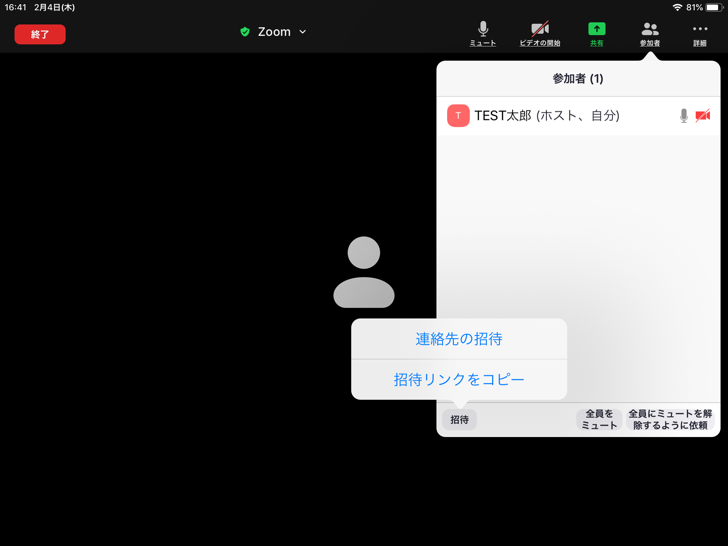 16:41 2月4日(木)
81%
終了
Zoom
ミュート
ビデオの開始
共有
参加者
詳細
参加者 (1)
T
TEST太郎 (ホスト、自分)
連絡先の招待
招待リンクをコピー
招待
全員を
ミュート
全員にミュートを解
除するように依頼